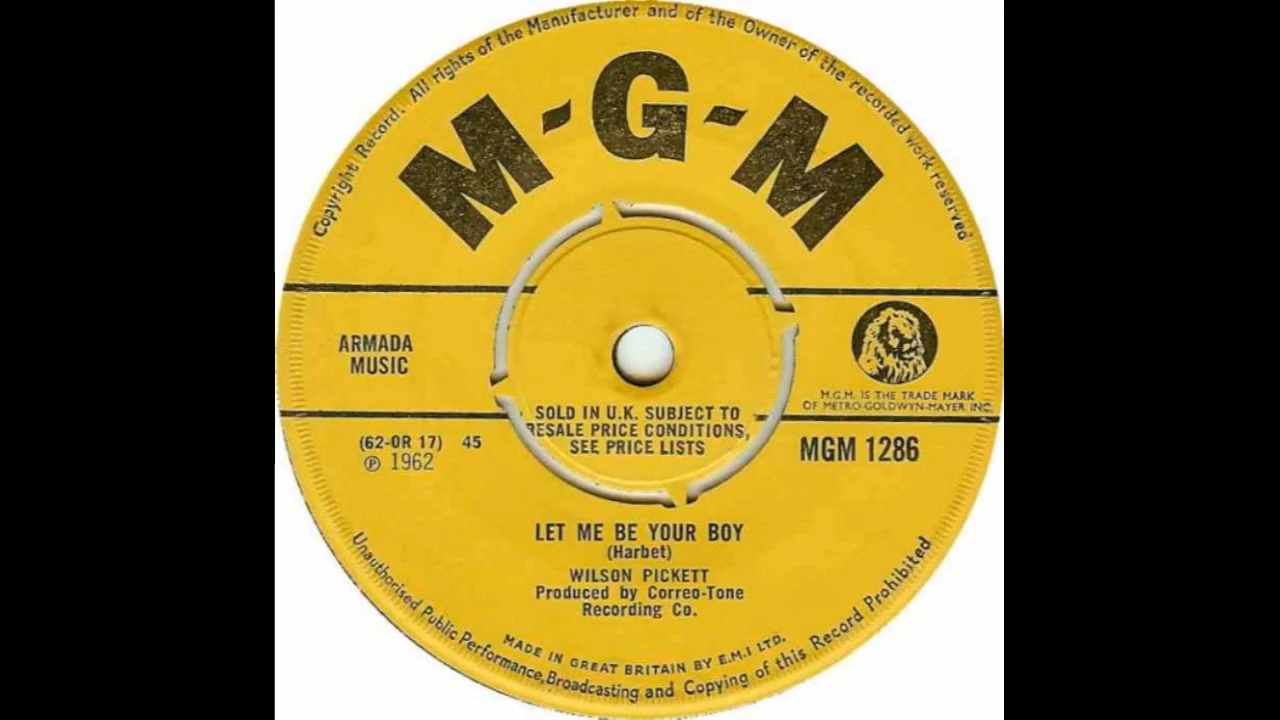 Copyright Record. All rights of the Manufacturer and of the Owner of the recorded work reserved
M-G-M
ARMADA
MUSIC
M.G.M. IS THE TRADE MARK
OF METRO-GOLDWYN-MAYER INC.
SOLD IN U.K. SUBJECT TO
RESALE PRICE CONDITIONS,
SEE PRICE LISTS
(62-OR 17) 45
℗ 1962
MGM 1286
LET ME BE YOUR BOY
(Harbet)
WILSON PICKETT
Produced by Correo-Tone
Recording Co.
MADE IN GREAT BRITAIN BY E.M.I LTD.
Unauthorised Public Performance, Broadcasting and Copying of this Record Prohibited